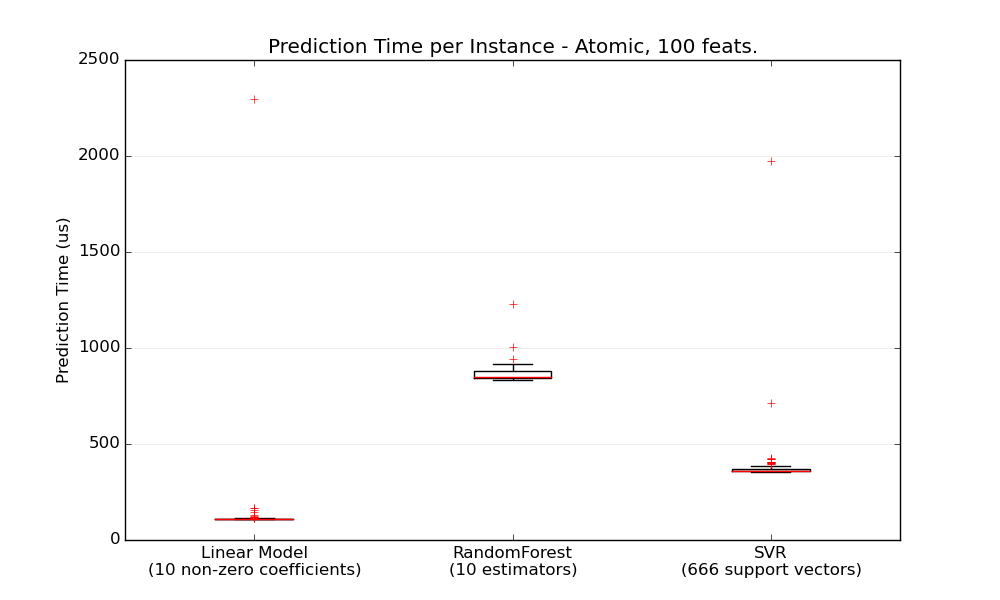 Prediction Time per Instance - Atomic, 100 feats.
2500
2000
1500
1000
500
0
Prediction Time (us)
Linear Model
(10 non-zero coefficients)
RandomForest
(10 estimators)
SVR
(666 support vectors)